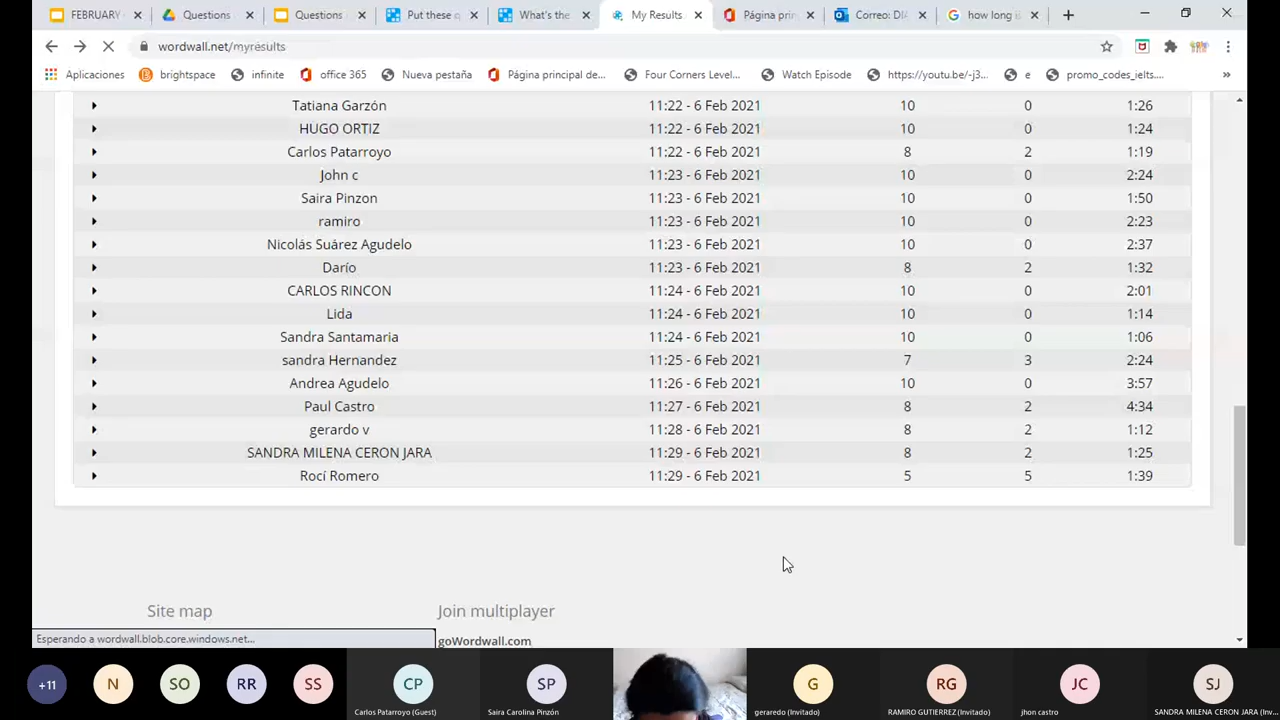 FEBRUARY
Questions
Questions
Put these q
What's the
My Results
Página prin
Correo: DIA
how long i
wordwall.net/myresults
Aplicaciones brightspace infinite office 365 Nueva pestaña Página principal de... Four Corners Level... Watch Episode https://youtu.be/-j3... e promo_codes_ielts.... »
Tatiana Garzón 11:22 - 6 Feb 2021 10 0 1:26
HUGO ORTIZ 11:22 - 6 Feb 2021 10 0 1:24
Carlos Patarroyo 11:22 - 6 Feb 2021 8 2 1:19
John c 11:23 - 6 Feb 2021 10 0 2:24
Saira Pinzon 11:23 - 6 Feb 2021 10 0 1:50
ramiro 11:23 - 6 Feb 2021 10 0 2:23
Nicolás Suárez Agudelo 11:23 - 6 Feb 2021 10 0 2:37
Darío 11:23 - 6 Feb 2021 8 2 1:32
CARLOS RINCON 11:24 - 6 Feb 2021 10 0 2:01
Lida 11:24 - 6 Feb 2021 10 0 1:14
Sandra Santamaria 11:24 - 6 Feb 2021 10 0 1:06
sandra Hernandez 11:25 - 6 Feb 2021 7 3 2:24
Andrea Agudelo 11:26 - 6 Feb 2021 10 0 3:57
Paul Castro 11:27 - 6 Feb 2021 8 2 4:34
gerardo v 11:28 - 6 Feb 2021 8 2 1:12
SANDRA MILENA CERON JARA 11:29 - 6 Feb 2021 8 2 1:25
Rocí Romero 11:29 - 6 Feb 2021 5 5 1:39
Site map Join multiplayer
Esperando a wordwall.blob.core.windows.net...
goWordwall.com
+11 N SO RR SS CP SP G RG JC SJ
Carlos Patarroyo (Guest) Saira Carolina Pinzón geraredo (Invitado) RAMIRO GUTIERREZ (Invitado) jhon castro SANDRA MILENA CERON JARA (Inv...